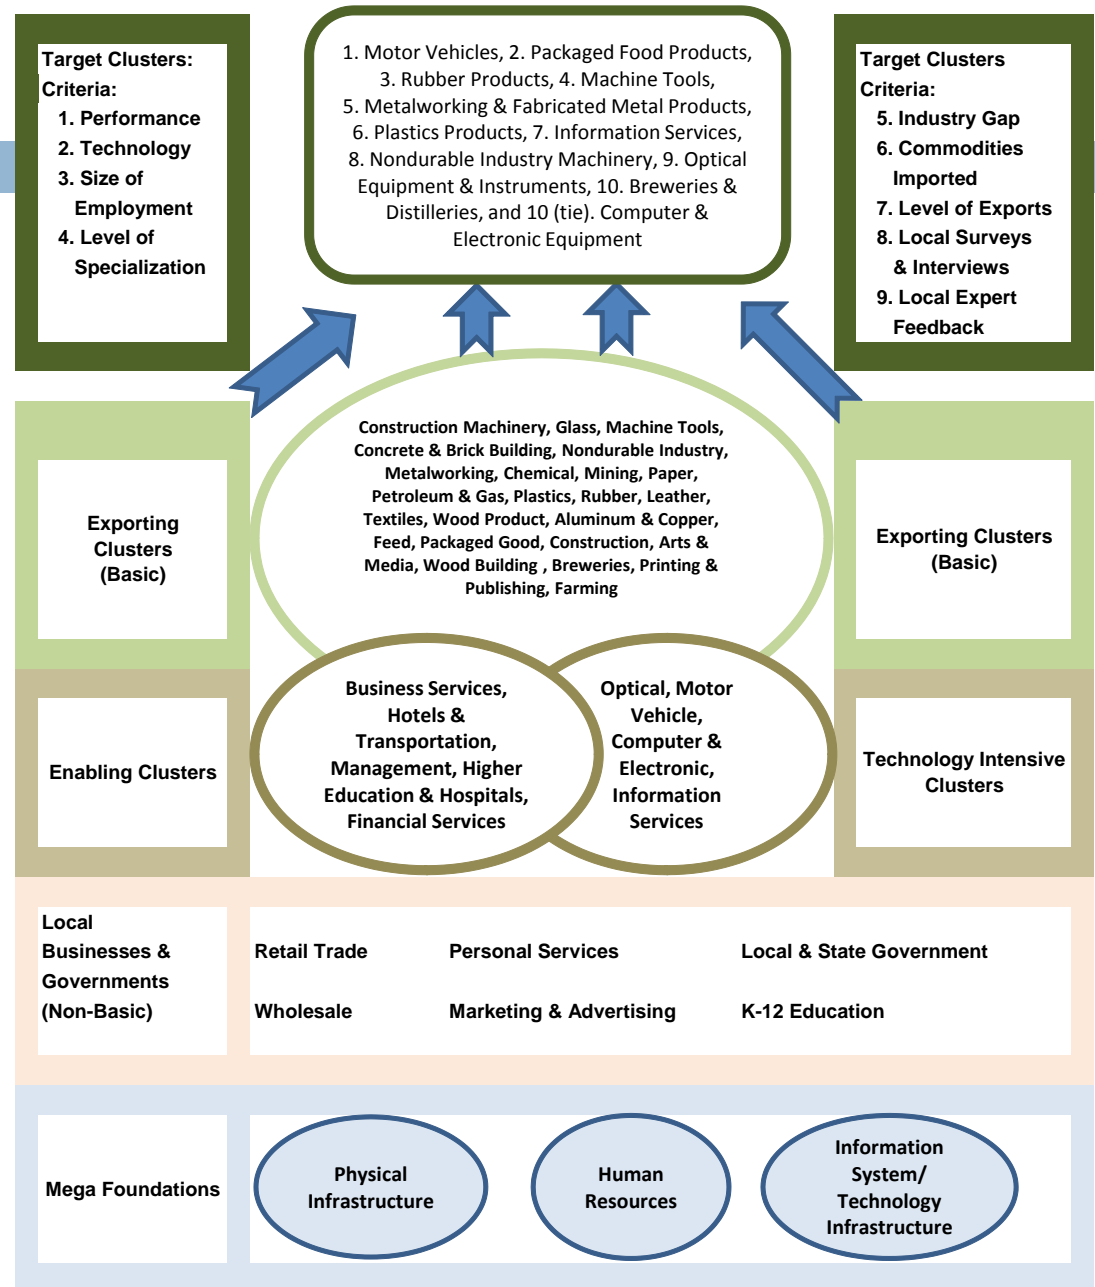 Target Clusters:
Criteria:
1. Performance
2. Technology
3. Size of
Employment
4. Level of
Specialization
1. Motor Vehicles, 2. Packaged Food Products,
3. Rubber Products, 4. Machine Tools,
5. Metalworking & Fabricated Metal Products,
6. Plastics Products, 7. Information Services,
8. Nondurable Industry Machinery, 9. Optical
Equipment & Instruments, 10. Breweries &
Distilleries, and 10 (tie). Computer &
Electronic Equipment
Target Clusters
Criteria:
5. Industry Gap
6. Commodities
Imported
7. Level of Exports
8. Local Surveys
& Interviews
9. Local Expert
Feedback
Exporting
Clusters
(Basic)
Construction Machinery, Glass, Machine Tools,
Concrete & Brick Building, Nondurable Industry,
Metalworking, Chemical, Mining, Paper,
Petroleum & Gas, Plastics, Rubber, Leather,
Textiles, Wood Product, Aluminum & Copper,
Feed, Packaged Good, Construction, Arts &
Media, Wood Building , Breweries, Printing &
Publishing, Farming
Exporting Clusters
(Basic)
Enabling Clusters
Business Services,
Hotels &
Transportation,
Management, Higher
Education & Hospitals,
Financial Services
Optical, Motor
Vehicle,
Computer &
Electronic,
Information
Services
Technology Intensive
Clusters
Local
Businesses &
Governments
(Non-Basic)
Retail Trade
Personal Services
Local & State Government
Wholesale
Marketing & Advertising
K-12 Education
Mega Foundations
Physical
Infrastructure
Human
Resources
Information
System/
Technology
Infrastructure